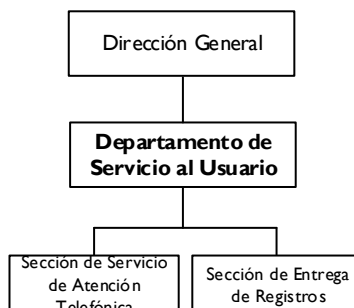 Dirección General
Departamento de
Servicio al Usuario
Sección de Servicio
de Atención
Telefónica
Sección de Entrega
de Registros